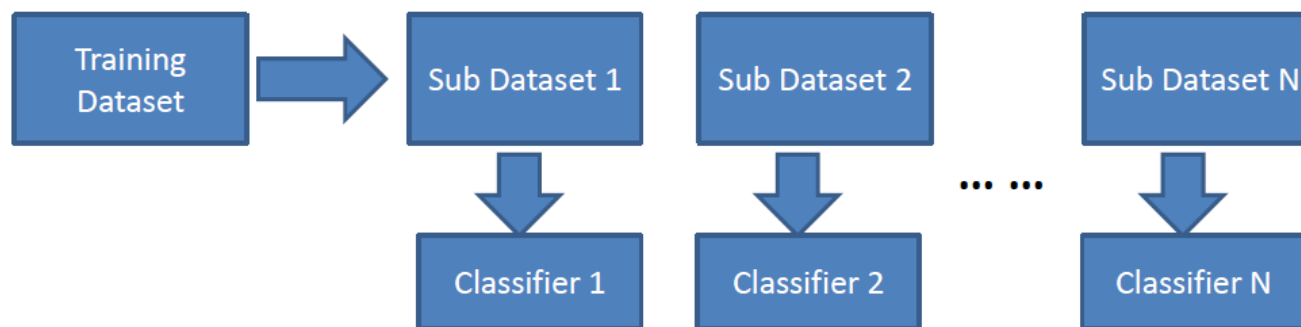 Training
Dataset
Sub Dataset 1
Sub Dataset 2
Sub Dataset N
... ...
Classifier 1
Classifier 2
Classifier N